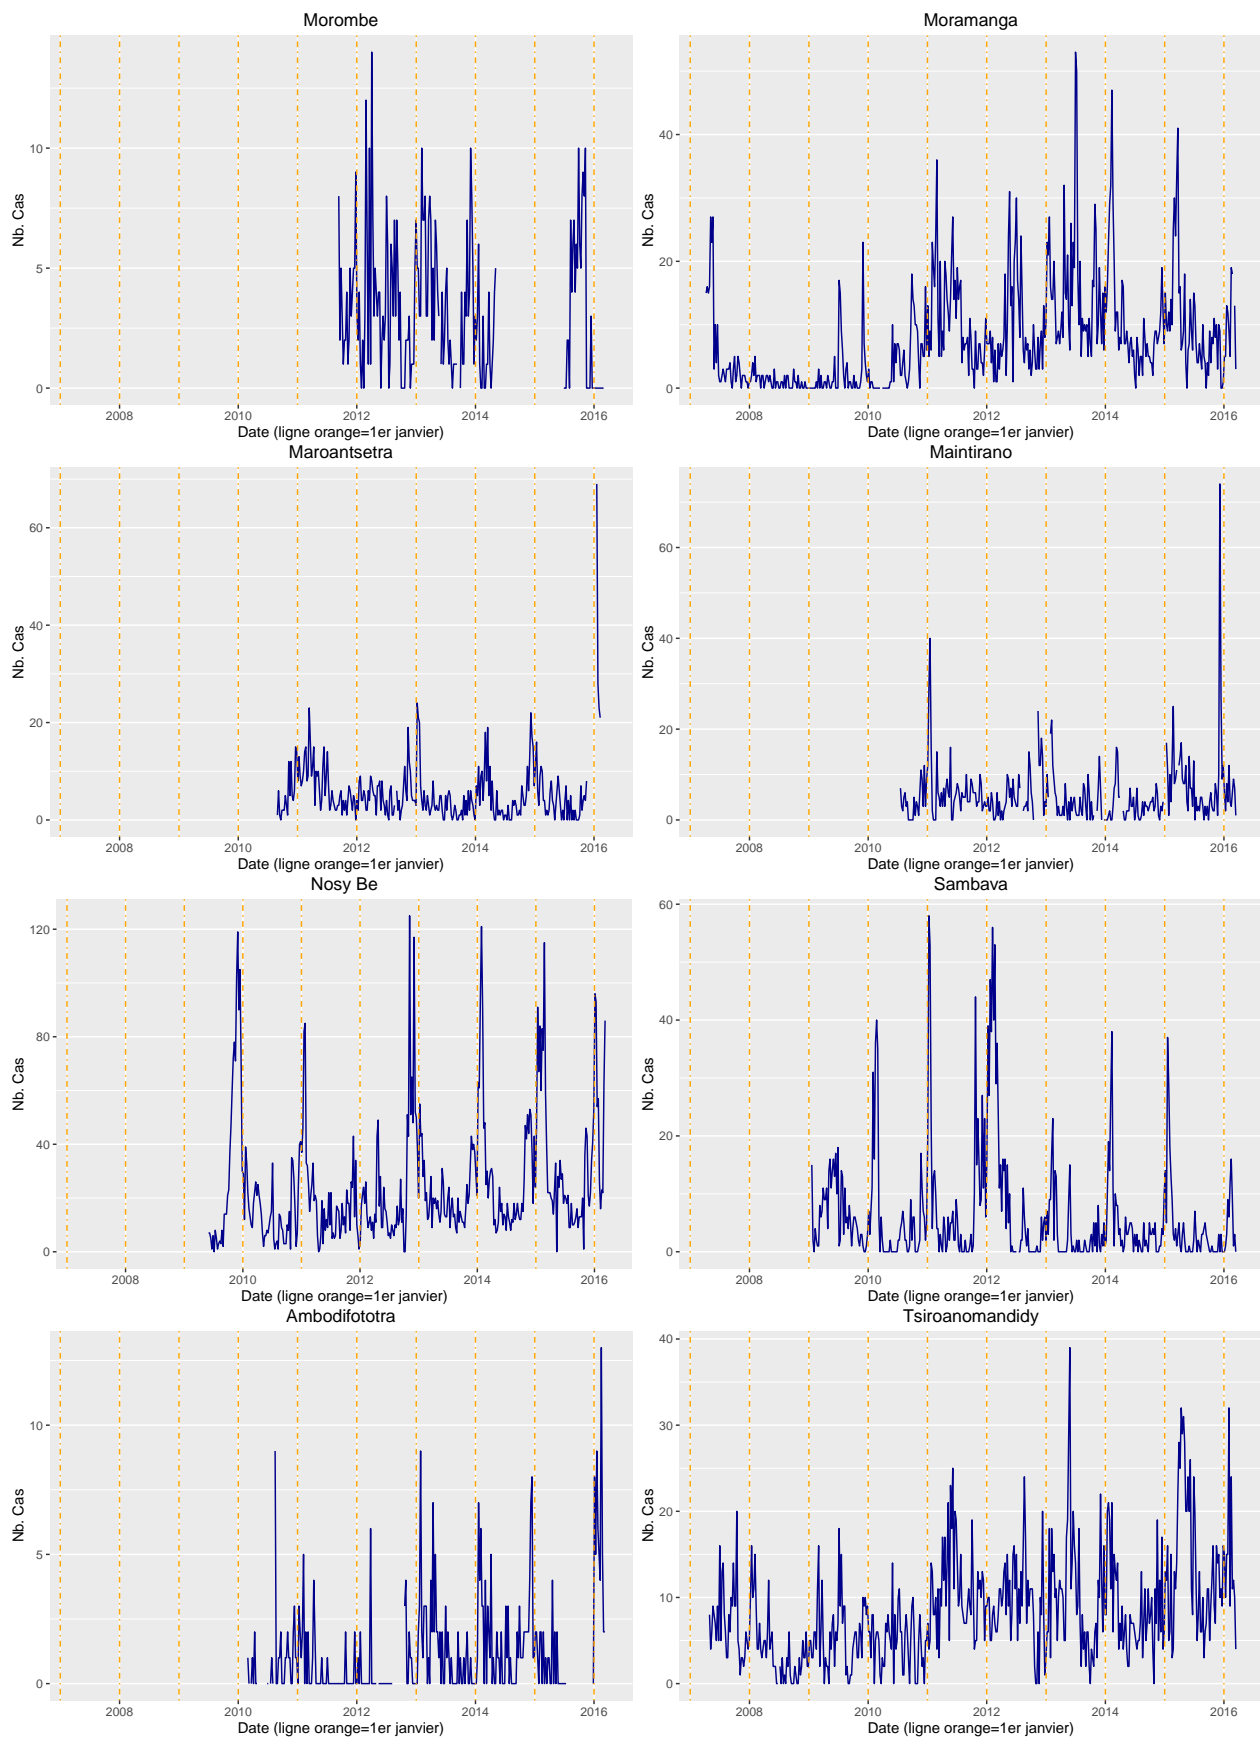 Morombe
Nb. Cas
10
5
0
2008 2010 2012 2014 2016
Date (ligne orange=1er janvier)
Moramanga
Nb. Cas
40
20
0
2008 2010 2012 2014 2016
Date (ligne orange=1er janvier)
Maroantsetra
Nb. Cas
60
40
20
0
2008 2010 2012 2014 2016
Date (ligne orange=1er janvier)
Maintirano
Nb. Cas
60
40
20
0
2008 2010 2012 2014 2016
Date (ligne orange=1er janvier)
Nosy Be
Nb. Cas
120
80
40
0
2008 2010 2012 2014 2016
Date (ligne orange=1er janvier)
Sambava
Nb. Cas
60
40
20
0
2008 2010 2012 2014 2016
Date (ligne orange=1er janvier)
Ambodifototra
Nb. Cas
10
5
0
2008 2010 2012 2014 2016
Date (ligne orange=1er janvier)
Tsiroanomandidy
Nb. Cas
40
30
20
10
0
2008 2010 2012 2014 2016
Date (ligne orange=1er janvier)